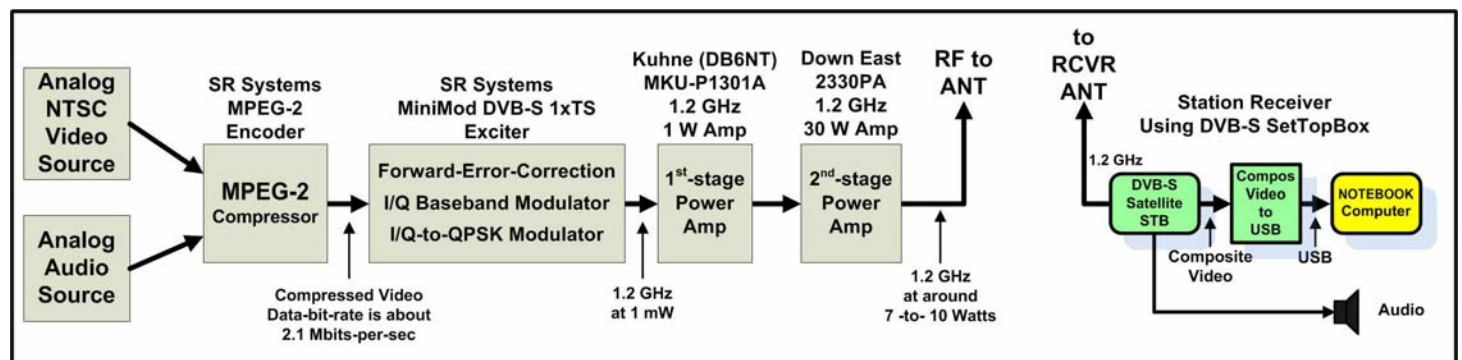 Analog
NTSC
Video
Source
Analog
Audio
Source
SR Systems
MPEG-2
Encoder
MPEG-2
Compressor
Compressed Video
Data-bit-rate is about
2.1 Mbits-per-sec
SR Systems
MiniMod DVB-S 1xTS
Exciter
Forward-Error-Correction
I/Q Baseband Modulator
I/Q-to-QPSK Modulator
1.2 GHz
at 1 mW
Kuhne (DB6NT)
MKU-P1301A
1.2 GHz
1 W Amp
1st-stage
Power
Amp
Down East
2330PA
1.2 GHz
30 W Amp
2nd-stage
Power
Amp
RF to
ANT
1.2 GHz
at around
7 -to- 10 Watts
to
RCVR
ANT
Station Receiver
Using DVB-S SetTopBox
1.2 GHz
DVB-S
Satellite
STB
Composite
Video
Compos
Video
to
USB
USB
NOTEBOOK
Computer
Audio